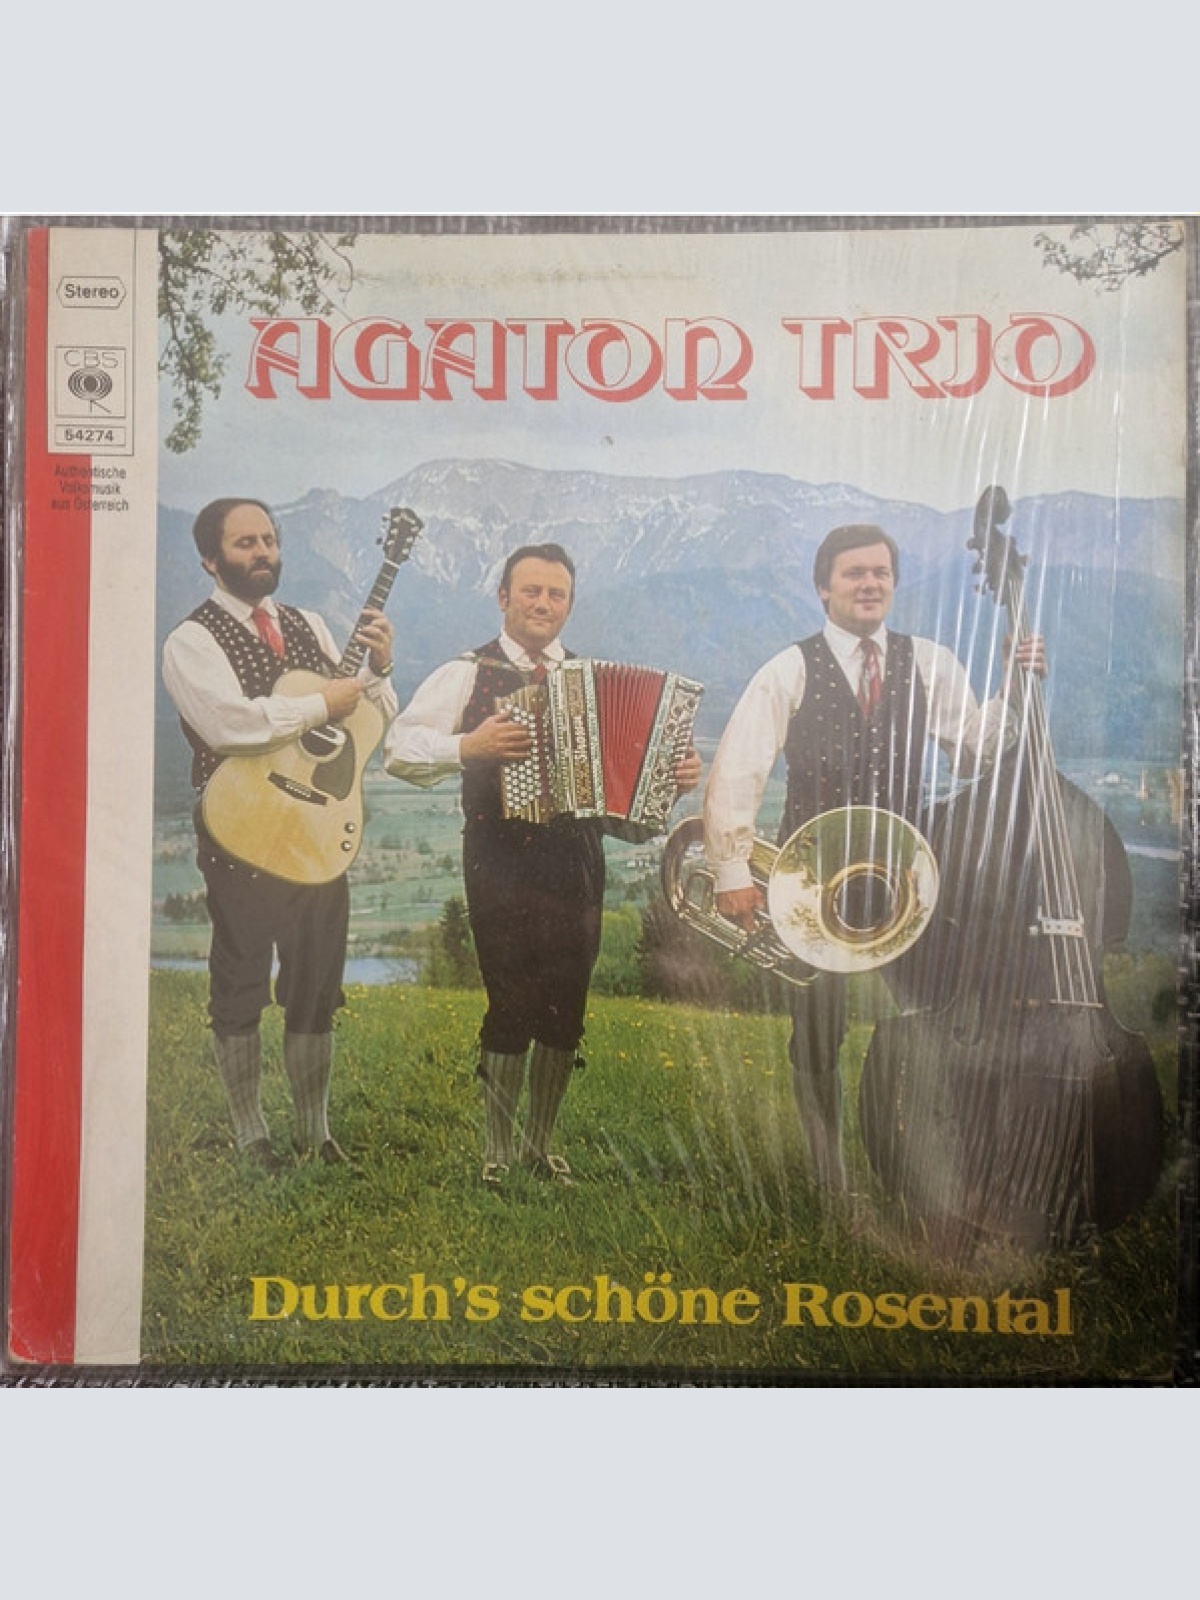 Stereo
CBS
54274
Authentische
Volksmusik
aus Österreich
AGATON TRIO
Durch's schöne Rosental